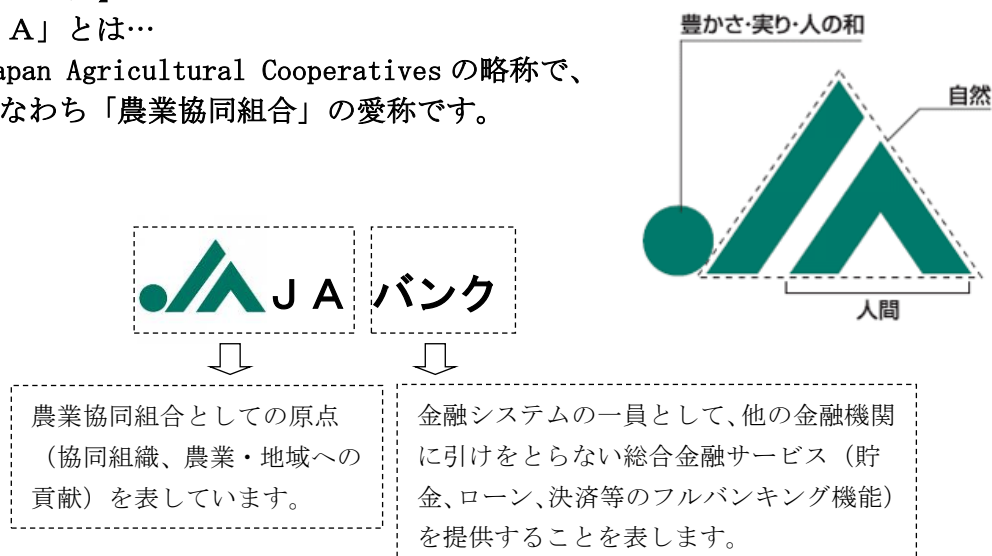 Ａ」とは…
apan Agricultural Cooperatives の略称で、
なわち「農業協同組合」の愛称です。
豊かさ・実り・人の和
自然
人間
ＪＡ バンク
農業協同組合としての原点
（協同組織、農業・地域への
貢献）を表しています。
金融システムの一員として、他の金融機関
に引けをとらない総合金融サービス（貯
金、ローン、決済等のフルバンキング機能）
を提供することを表します。